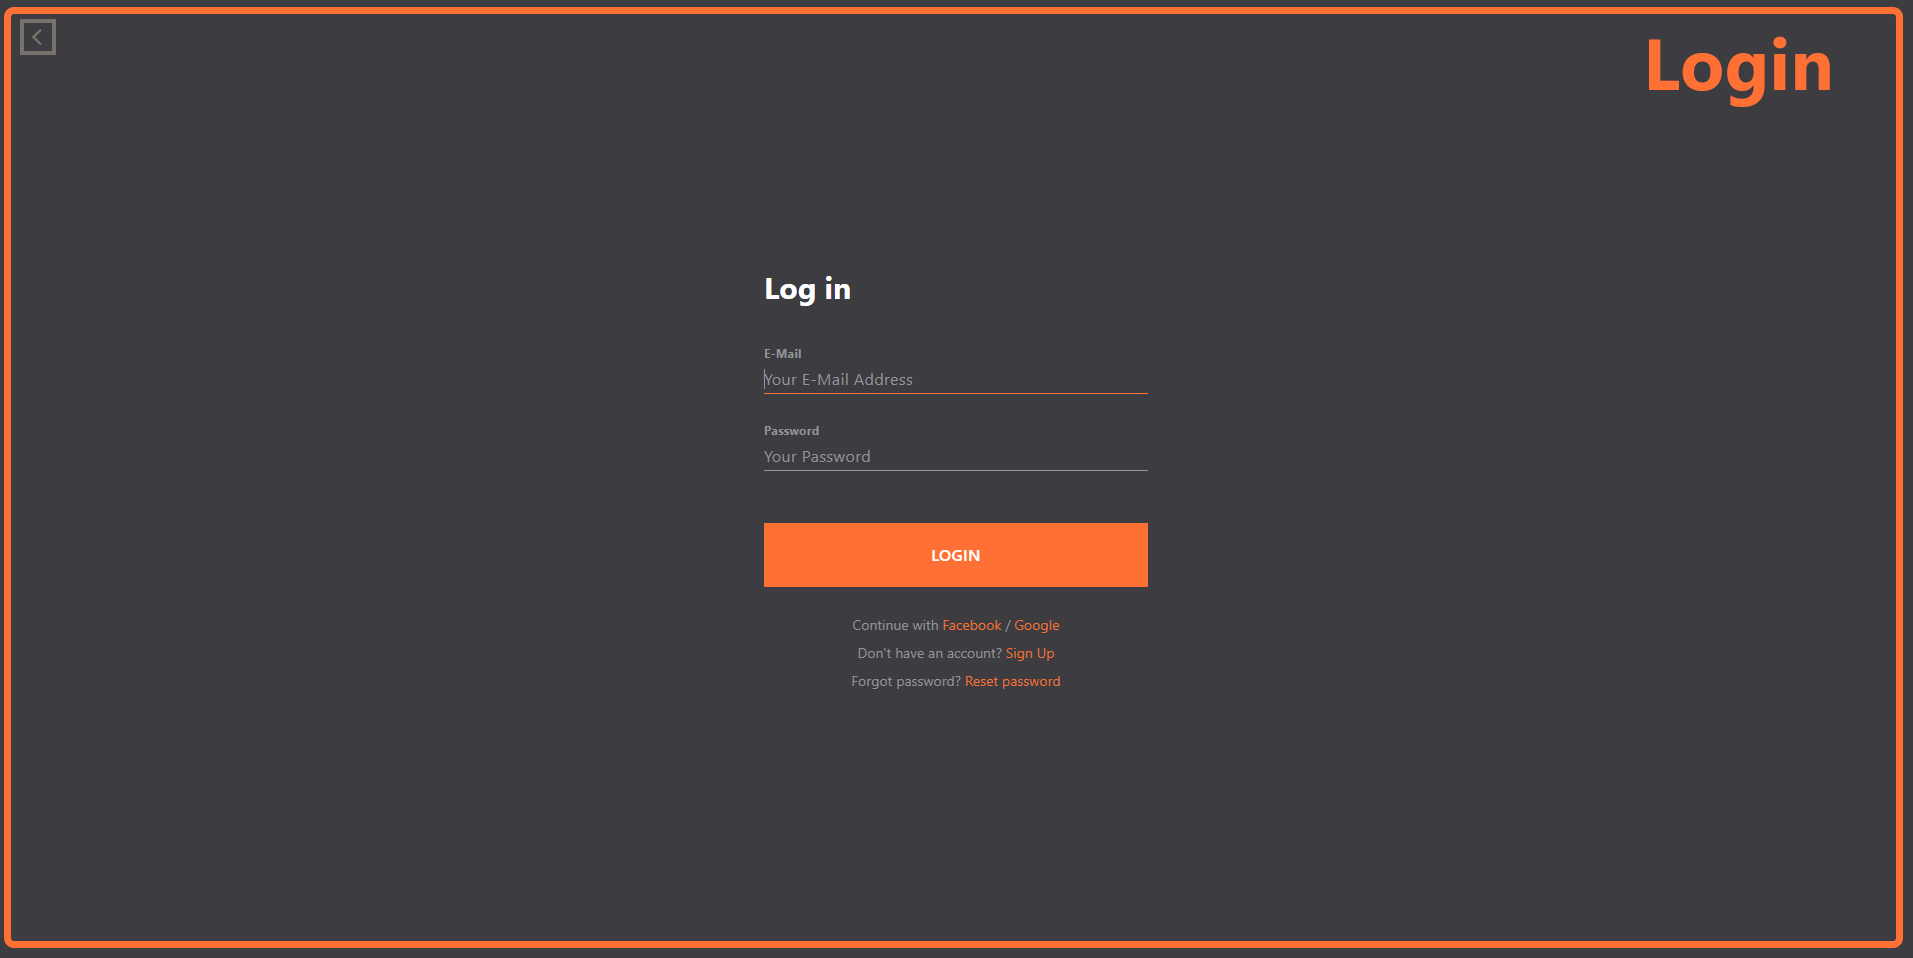 Login
Log in
E-Mail
Your E-Mail Address
Password
Your Password
LOGIN
Continue with Facebook / Google
Don't have an account? Sign Up
Forgot password? Reset password